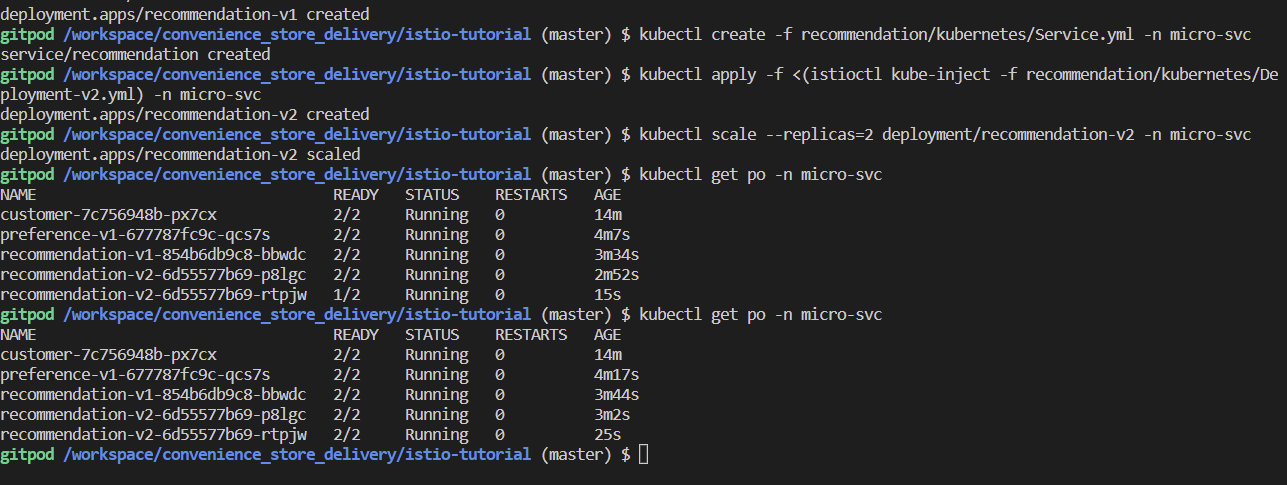 deployment.apps/recommendation-v1 created
gitpod /workspace/convenience_store_delivery/istio-tutorial (master) $ kubectl create -f recommendation/kubernetes/Service.yml -n micro-svc
service/recommendation created
gitpod /workspace/convenience_store_delivery/istio-tutorial (master) $ kubectl apply -f <(istioctl kube-inject -f recommendation/kubernetes/De
ployment-v2.yml) -n micro-svc
deployment.apps/recommendation-v2 created
gitpod /workspace/convenience_store_delivery/istio-tutorial (master) $ kubectl scale --replicas=2 deployment/recommendation-v2 -n micro-svc
deployment.apps/recommendation-v2 scaled
gitpod /workspace/convenience_store_delivery/istio-tutorial (master) $ kubectl get po -n micro-svc
NAME                                 READY   STATUS    RESTARTS   AGE
customer-7c756948b-px7cx             2/2     Running   0          14m
preference-v1-677787fc9c-qcs7s       2/2     Running   0          4m7s
recommendation-v1-854b6db9c8-bbwdc   2/2     Running   0          3m34s
recommendation-v2-6d55577b69-p8lgc   2/2     Running   0          2m52s
recommendation-v2-6d55577b69-rtpjw   1/2     Running   0          15s
gitpod /workspace/convenience_store_delivery/istio-tutorial (master) $ kubectl get po -n micro-svc
NAME                                 READY   STATUS    RESTARTS   AGE
customer-7c756948b-px7cx             2/2     Running   0          14m
preference-v1-677787fc9c-qcs7s       2/2     Running   0          4m17s
recommendation-v1-854b6db9c8-bbwdc   2/2     Running   0          3m44s
recommendation-v2-6d55577b69-p8lgc   2/2     Running   0          3m2s
recommendation-v2-6d55577b69-rtpjw   2/2     Running   0          25s
gitpod /workspace/convenience_store_delivery/istio-tutorial (master) $